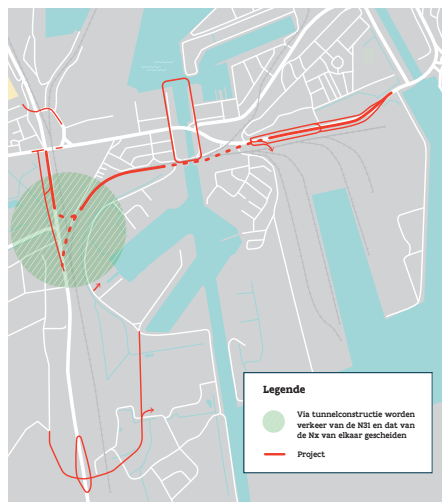 Legende
Via tunnelconstructie worden
verkeer van de N31 en dat van
de Nx van elkaar gescheiden
Project